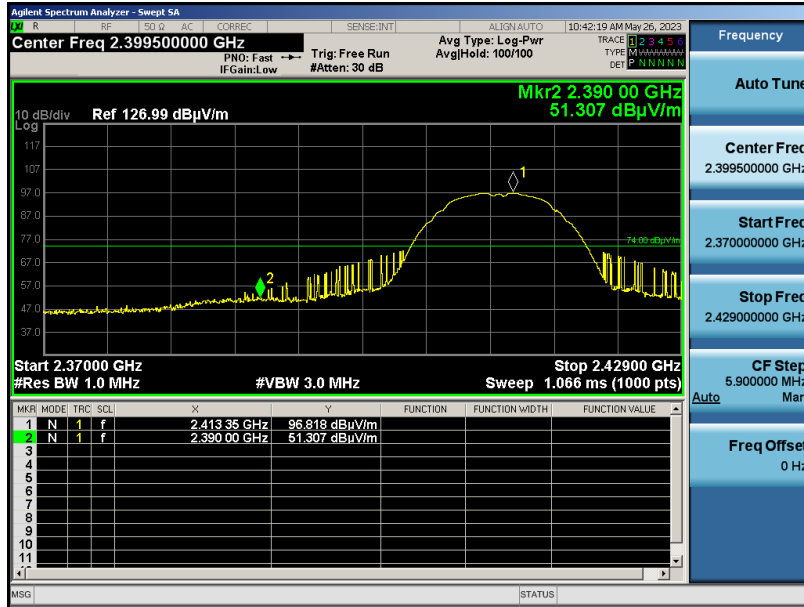 Agilent Spectrum Analyzer - Swept SA
LXI R RF 50 Ω AC CORREC SENSE:INT ALIGN AUTO 10:42:19 AM May 26, 2023
Center Freq 2.399500000 GHz
PNO: Fast
IFGain:Low
Trig: Free Run
#Atten: 30 dB
Avg Type: Log-Pwr
Avg|Hold: 100/100
TRACE 1 2 3 4 5 6
TYPE M
DET P N N N N N
Mkr2 2.390 00 GHz
51.307 dBµV/m
10 dB/div Ref 126.99 dBµV/m
Log
117
107
97.0
87.0
77.0
67.0
57.0
47.0
37.0
1
2
74.00 dBµV/m
Start 2.37000 GHz Stop 2.42900 GHz
#Res BW 1.0 MHz #VBW 3.0 MHz Sweep 1.066 ms (1000 pts)
MKR MODE TRC SCL X Y FUNCTION FUNCTION WIDTH FUNCTION VALUE
1 N 1 f 2.413 35 GHz 96.818 dBµV/m
2 N 1 f 2.390 00 GHz 51.307 dBµV/m
3
4
5
6
7
8
9
10
11
MSG STATUS
Frequency
Auto Tune
Center Freq
2.399500000 GHz
Start Freq
2.370000000 GHz
Stop Freq
2.429000000 GHz
CF Step
5.900000 MHz
Auto Man
Freq Offset
0 Hz